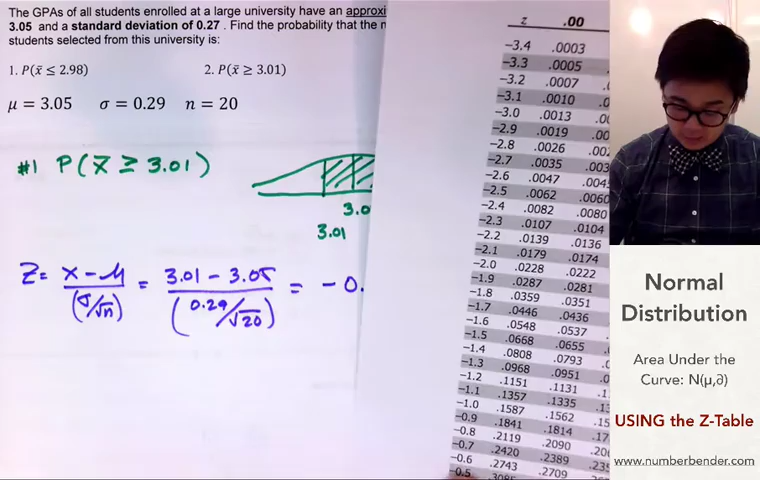 The GPAs of all students enrolled at a large university have an approxi
3.05 and a standard deviation of 0.27 . Find the probability that the
students selected from this university is:
1. P(x̄ ≤ 2.98) 2. P(x̄ ≥ 3.01)
μ = 3.05 σ = 0.29 n = 20
#1 P(x̄ ≥ 3.01)
3.0
3.01
Z = x - μ / (σ/√n) = 3.01 - 3.05 / (0.29/√20) = -0.
z .00
-3.4 .0003
-3.3 .0005
-3.2 .0007
-3.1 .0010
-3.0 .0013
-2.9 .0019 .00
-2.8 .0026 .00
-2.7 .0035 .003
-2.6 .0047 .004
-2.5 .0062 .0060
-2.4 .0082 .0080
-2.3 .0107 .0104
-2.2 .0139 .0136
-2.1 .0179 .0174
-2.0 .0228 .0222
-1.9 .0287 .0281
-1.8 .0359 .0351
-1.7 .0446 .0436
-1.6 .0548 .0537
-1.5 .0668 .0655
-1.4 .0808 .0793
-1.3 .0968 .0951
-1.2 .1151 .1131
-1.1 .1357 .1335
-1.0 .1587 .1562
-0.9 .1841 .1814
-0.8 .2119 .2090
-0.7 .2420 .2389
-0.6 .2743 .2709
-0.5 .3085
Normal
Distribution
Area Under the
Curve: N(μ,∂)
USING the Z-Table
www.numberbender.com